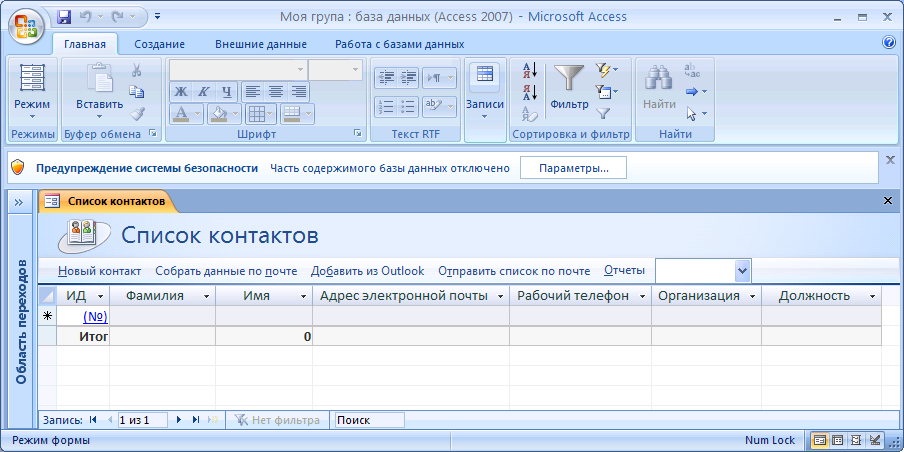 Моя група : база данных (Access 2007) - Microsoft Access
Главная Создание Внешние данные Работа с базами данных
Режим Вставить Ж К Ч А Записи А Я Я А Фильтр Найти ab ac
Режимы Буфер обмена Шрифт Текст RTF Сортировка и фильтр Найти
Предупреждение системы безопасности Часть содержимого базы данных отключено Параметры...
Список контактов
Список контактов
Новый контакт Собрать данные по почте Добавить из Outlook Отправить список по почте Отчеты
ИД Фамилия Имя Адрес электронной почты Рабочий телефон Организация Должность
(№)
Итог 0
Область переходов
Запись: 1 из 1 Нет фильтра Поиск
Режим формы Num Lock